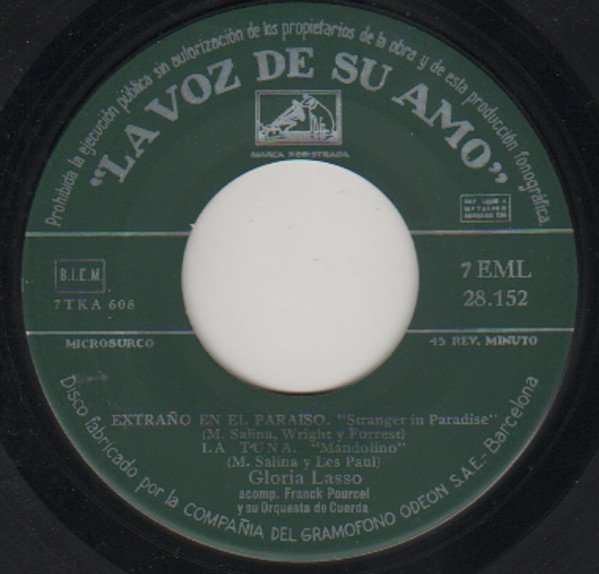 Prohibida la ejecución pública sin autorización de los propietarios de la obra y de esta producción fonográfica
"LA VOZ DE SU AMO"
MARCA REGISTRADA
B.I.E.M.
7TKA 608
7 EML
28.152
MICROSURCO
45 REV. MINUTO
EXTRAÑO EN EL PARAISO. "Stranger in Paradise"
(M. Salina, Wright y Forrest)
LA TUNA. "Mandolino"
(M. Salina y Les Paul)
Gloria Lasso
acomp. Franck Pourcel
y su Orquesta de Cuerda
Disco fabricado por la COMPAÑIA DEL GRAMOFONO ODEON S.A.E.- Barcelona